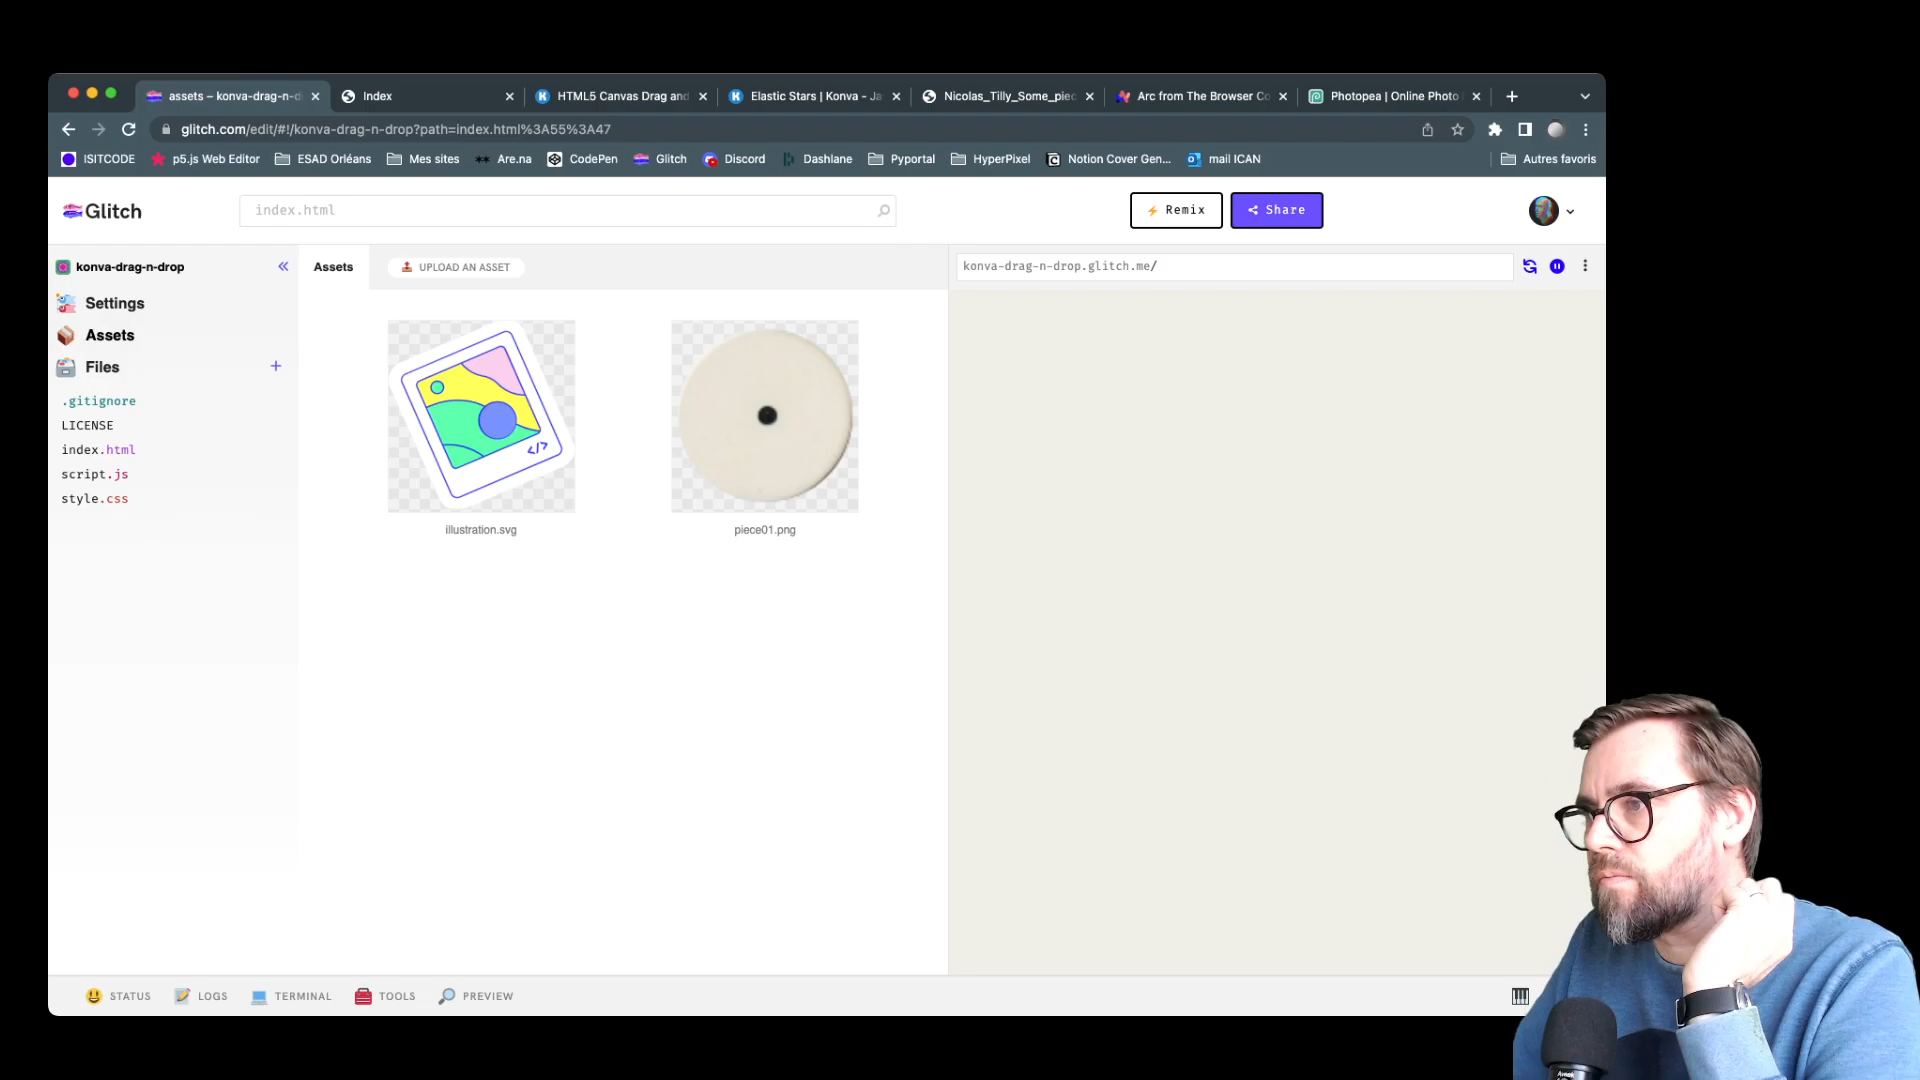 assets – konva-drag-n-d
Index
HTML5 Canvas Drag and
Elastic Stars | Konva - Ja
Nicolas_Tilly_Some_piec
Arc from The Browser Co
Photopea | Online Photo
glitch.com/edit/#!/konva-drag-n-drop?path=index.html%3A55%3A47
ISITCODE
p5.js Web Editor
ESAD Orléans
Mes sites
Are.na
CodePen
Glitch
Discord
Dashlane
Pyportal
HyperPixel
Notion Cover Gen...
mail ICAN
Autres favoris
Glitch
index.html
Remix
Share
konva-drag-n-drop
Assets
UPLOAD AN ASSET
konva-drag-n-drop.glitch.me/
Settings
Assets
Files
.gitignore
LICENSE
index.html
script.js
style.css
</>
illustration.svg
piece01.png
STATUS
LOGS
TERMINAL
TOOLS
PREVIEW